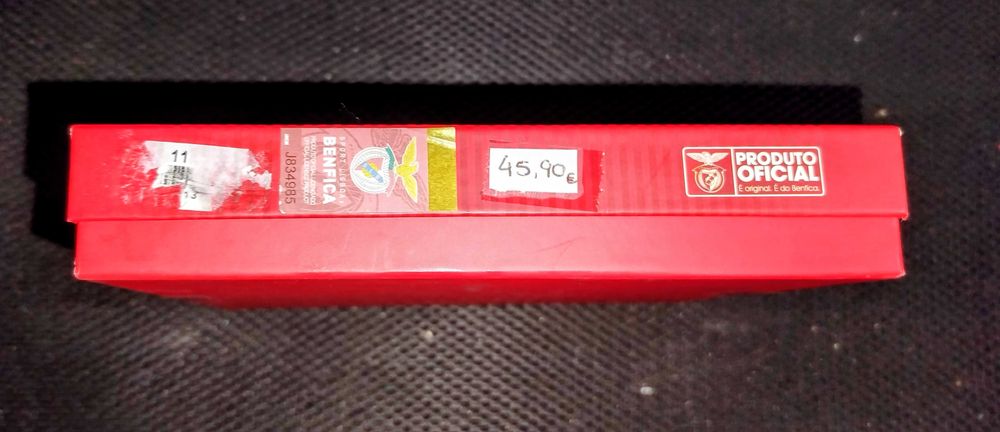 11
13
SPORT LISBOA
BENFICA
J834985
45,90€
PRODUTO
OFICIAL
É original. É do Benfica.